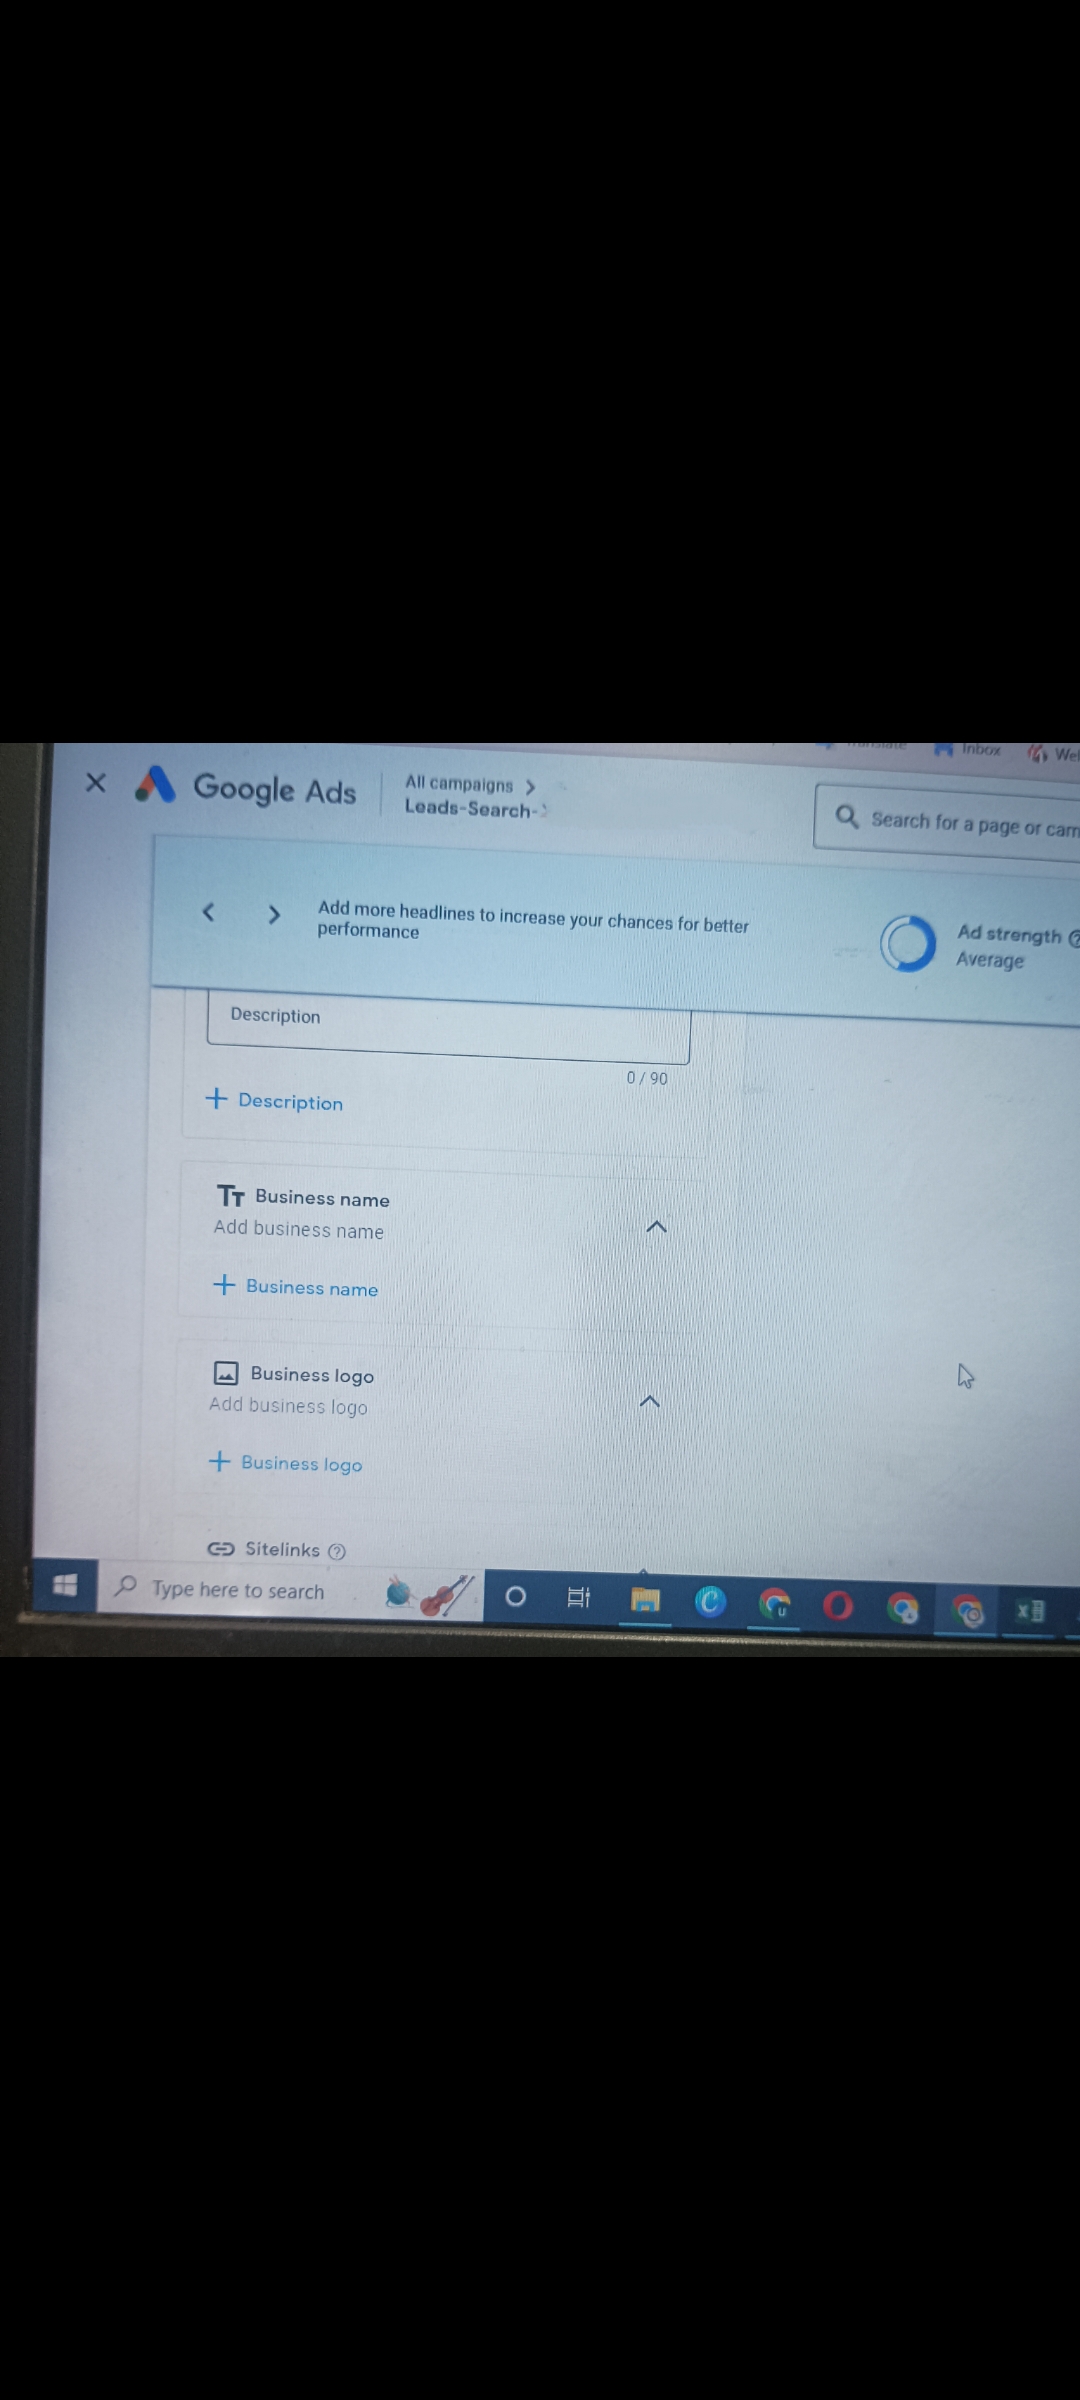 Inbox
Google Ads
All campaigns >
Leads-Search-
Search for a page or cam
Add more headlines to increase your chances for better
performance
Ad strength
Average
Description
0 / 90
+ Description
Business name
Add business name
+ Business name
Business logo
Add business logo
+ Business logo
Sitelinks
Type here to search